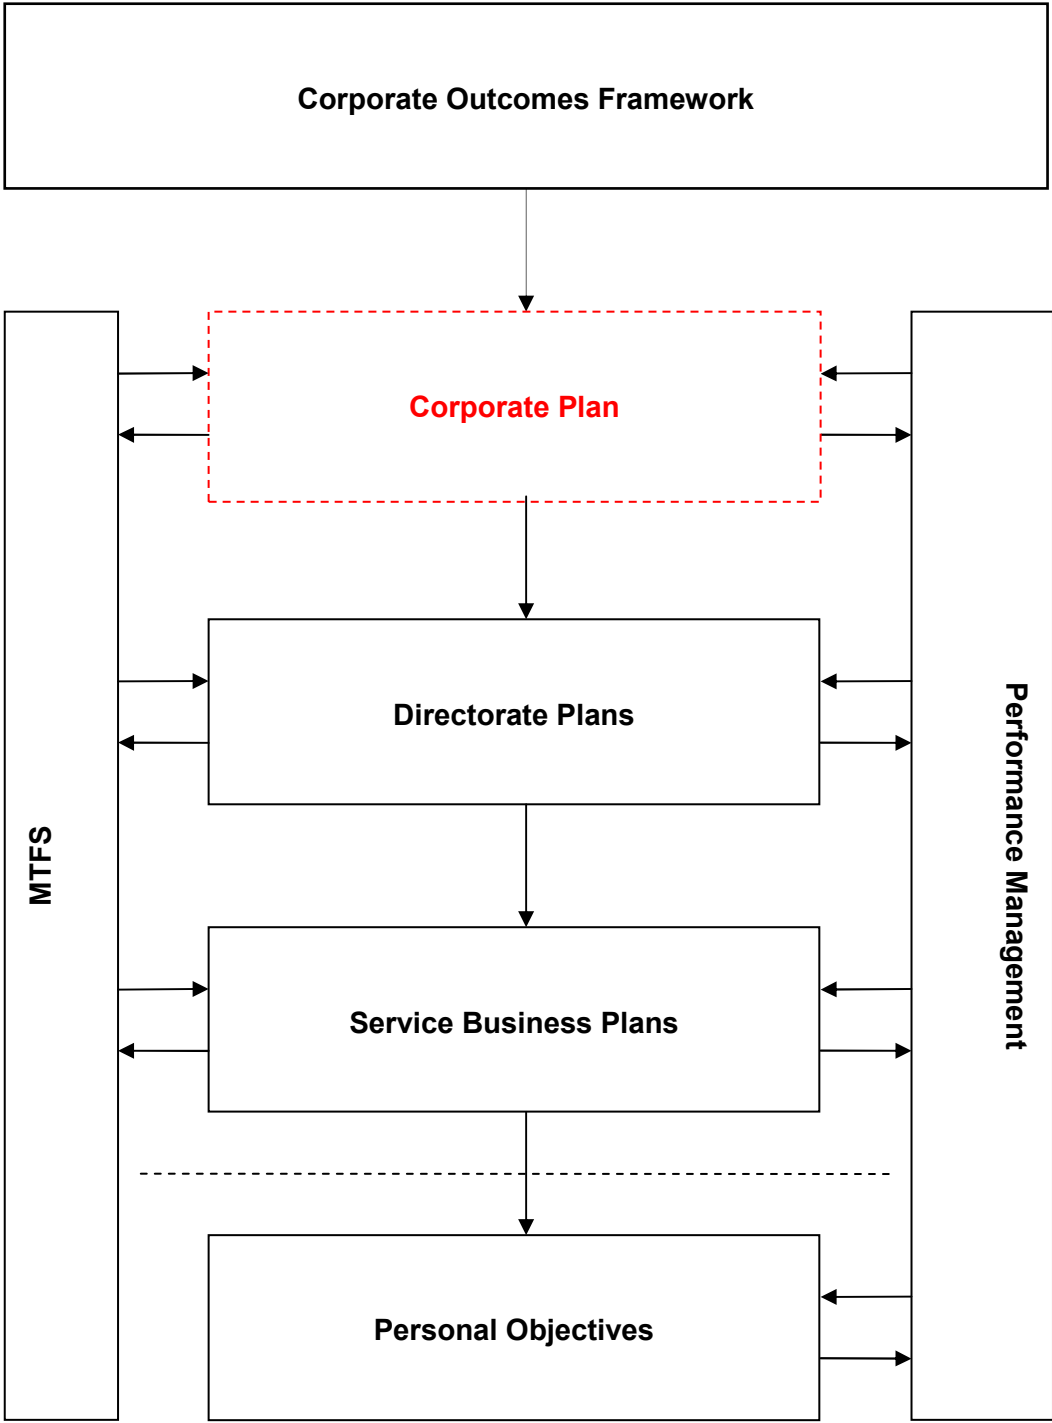 Corporate Outcomes Framework
Corporate Plan
Directorate Plans
MTFS
Performance Management
Service Business Plans
Personal Objectives